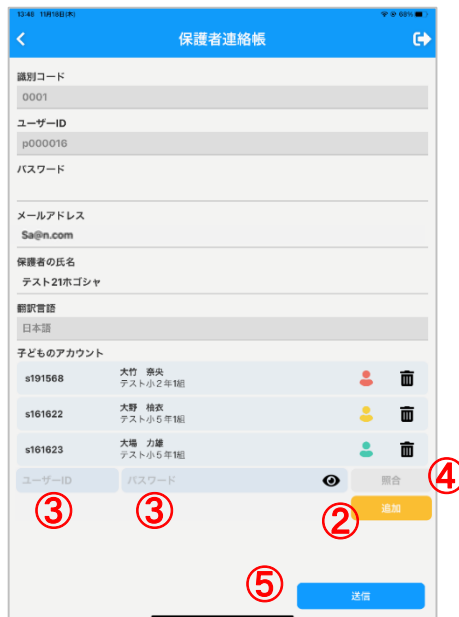 13:48 11月16日(木)
68%
保護者連絡帳
識別コード
0001
ユーザーID
p000016
パスワード
メールアドレス
Sa@n.com
保護者の氏名
テスト21ホゴシャ
翻訳言語
日本語
子どものアカウント
s191568 大竹 奈央
テスト小2年1組
s161622 大野 柚衣
テスト小5年1組
s161623 大場 力雄
テスト小5年1組
ユーザーID パスワード 照合 ④
③ ③ ② 追加
⑤ 送信